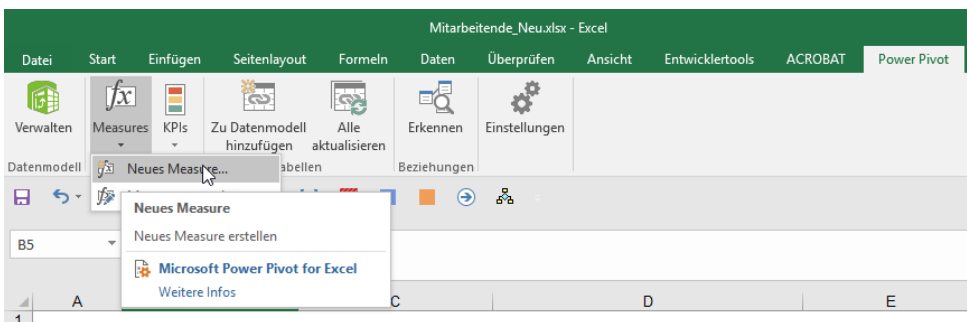 Mitarbeitende_Neu.xlsx - Excel
Datei Start Einfügen Seitenlayout Formeln Daten Überprüfen Ansicht Entwicklertools ACROBAT Power Pivot
fx
Verwalten Measures KPIs Zu Datenmodell hinzufügen Alle aktualisieren Erkennen Einstellungen
Datenmodell Beziehungen
Neues Measure...
Neues Measure
Neues Measure erstellen
B5
Microsoft Power Pivot for Excel
Weitere Infos
A C D E
1